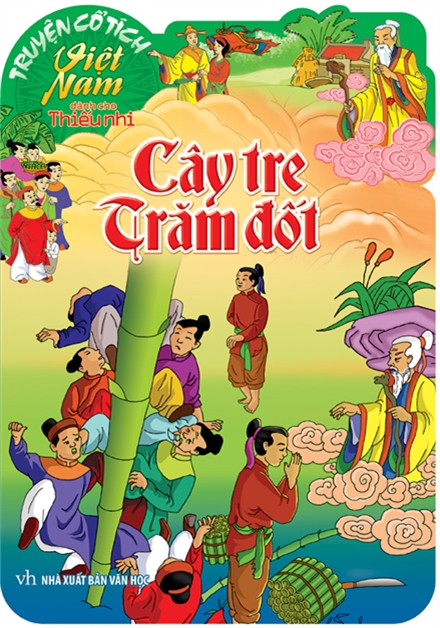 TRUYỆN CỔ TÍCH
Việt
Nam
dành cho
Thiếu nhi
Cây tre
Trăm đốt
vh NHÀ XUẤT BẢN VĂN HỌC